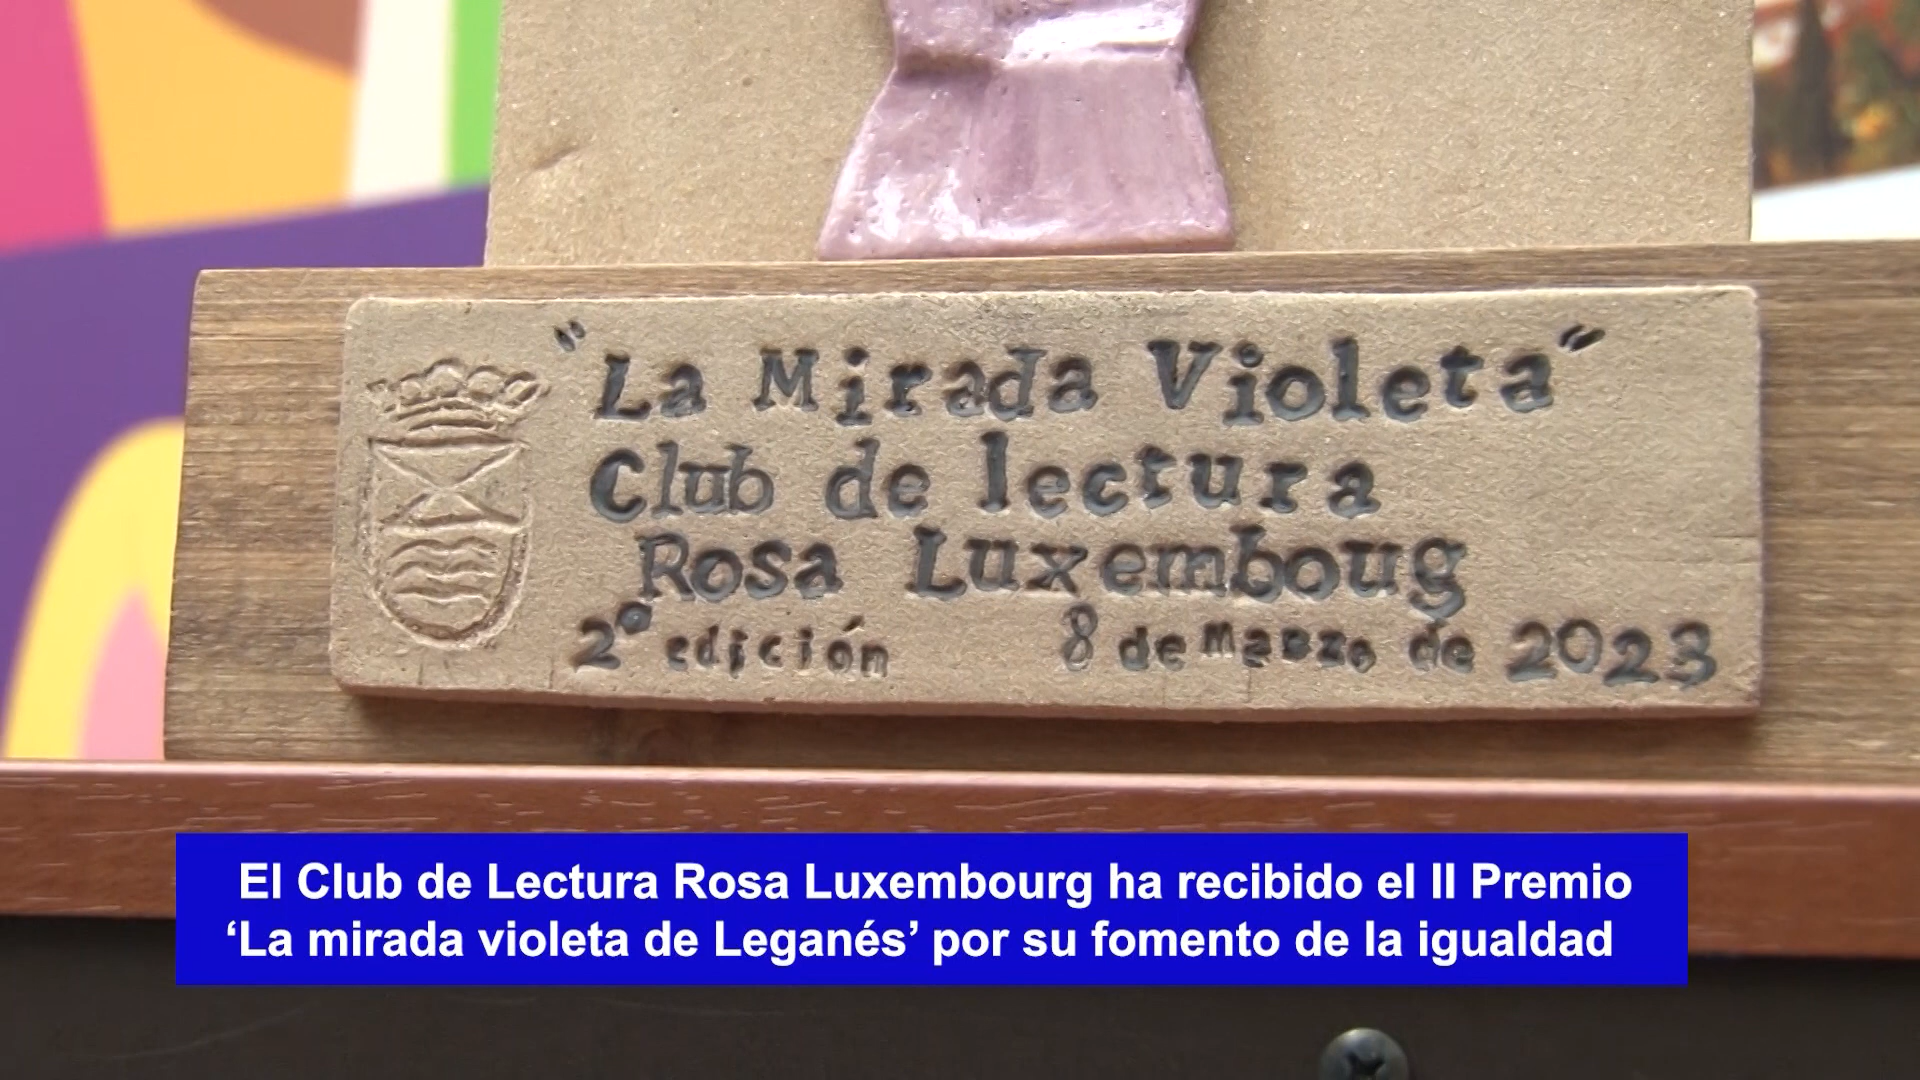 "La Mirada Violeta"
Club de lectura
Rosa Luxemboug
2º edición 8 de Marzo de 2023
El Club de Lectura Rosa Luxembourg ha recibido el II Premio
‘La mirada violeta de Leganés’ por su fomento de la igualdad